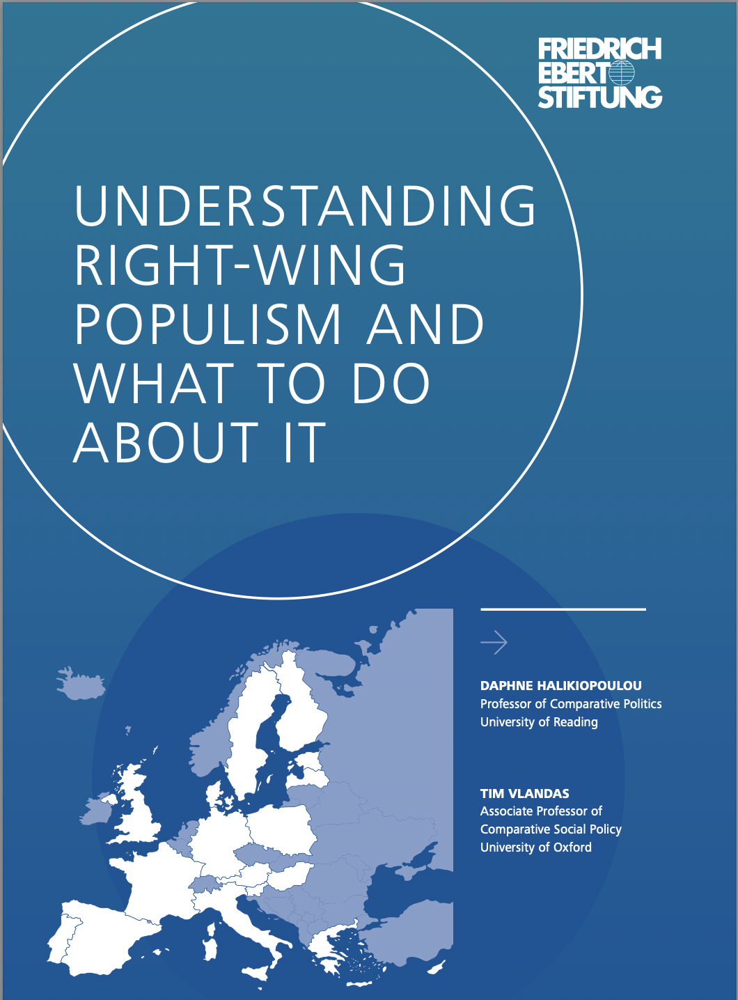 FRIEDRICH
EBERT
STIFTUNG
UNDERSTANDING
RIGHT-WING
POPULISM AND
WHAT TO DO
ABOUT IT
DAPHNE HALIKIOPOULOU
Professor of Comparative Politics
University of Reading
TIM VLANDAS
Associate Professor of
Comparative Social Policy
University of Oxford